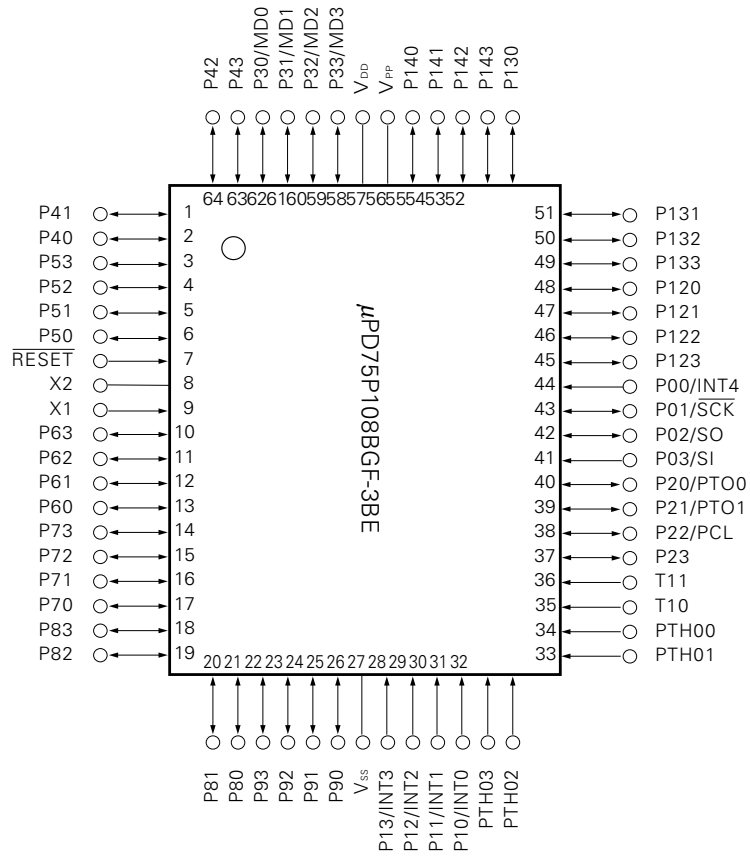 P42
P43
P30/MD0
P31/MD1
P32/MD2
P33/MD3
VDD
VPP
P140
P141
P142
P143
P130
64 63 62 61 60 59 58 57 56 55 54 53 52
P41 1
P40 2
P53 3
P52 4
P51 5
P50 6
RESET 7
X2 8
X1 9
P63 10
P62 11
P61 12
P60 13
P73 14
P72 15
P71 16
P70 17
P83 18
P82 19
μPD75P108BGF-3BE
51 P131
50 P132
49 P133
48 P120
47 P121
46 P122
45 P123
44 P00/INT4
43 P01/SCK
42 P02/SO
41 P03/SI
40 P20/PTO0
39 P21/PTO1
38 P22/PCL
37 P23
36 T11
35 T10
34 PTH00
33 PTH01
20 21 22 23 24 25 26 27 28 29 30 31 32
P81
P80
P93
P92
P91
P90
VSS
P13/INT3
P12/INT2
P11/INT1
P10/INT0
PTH03
PTH02